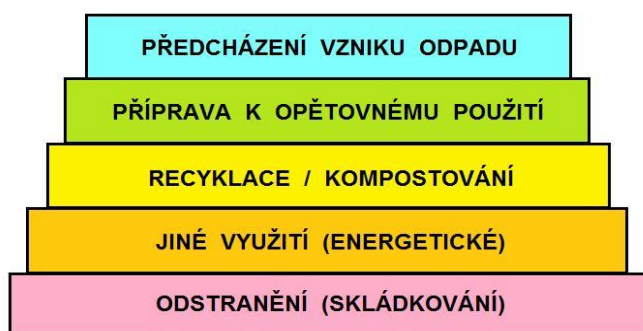 PŘEDCHÁZENÍ VZNIKU ODPADU
PŘÍPRAVA K OPĚTOVNÉMU POUŽITÍ
RECYKLACE / KOMPOSTOVÁNÍ
JINÉ VYUŽITÍ (ENERGETICKÉ)
ODSTRANĚNÍ (SKLÁDKOVÁNÍ)